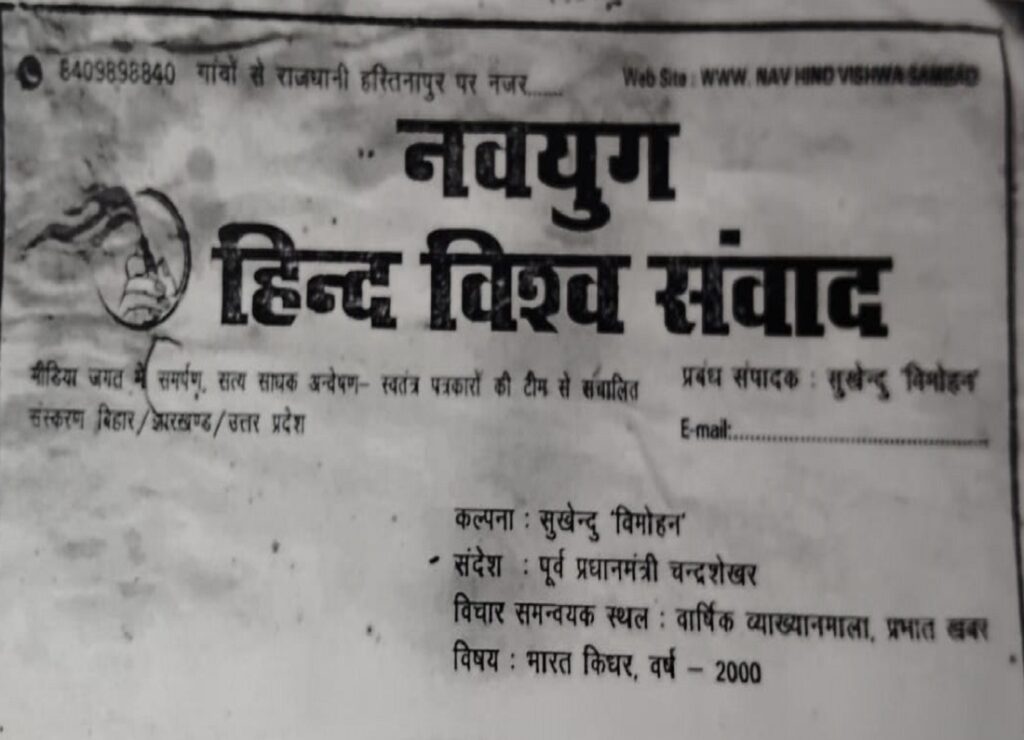 8409898840 गांवों से राजधानी हस्तिनापुर पर नजर......
Web Site : WWW. NAV HIND VISHWA SAMBAD
नवयुग
हिन्द विश्व संवाद
मीडिया जगत में समर्पण, सत्य साधक अन्वेषण– स्वतंत्र पत्रकारों की टीम से संचालित
संस्करण बिहार/झारखण्ड/उत्तर प्रदेश
प्रबंध संपादक : सुखेन्दु 'विमोहन'
E-mail:......................................
कल्पना : सुखेन्दु 'विमोहन'
संदेश : पूर्व प्रधानमंत्री चन्द्रशेखर
विचार समन्वयक स्थल : वार्षिक व्याख्यानमाला, प्रभात खबर
विषय : भारत किधर, वर्ष – 2000